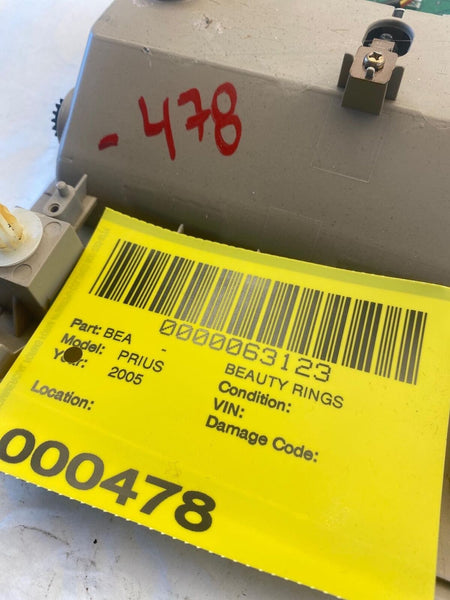 - 478
0000063123
Part: BEA - BEAUTY RINGS
Model: PRIUS Condition:
Year: 2005 VIN:
Location: Damage Code:
000478